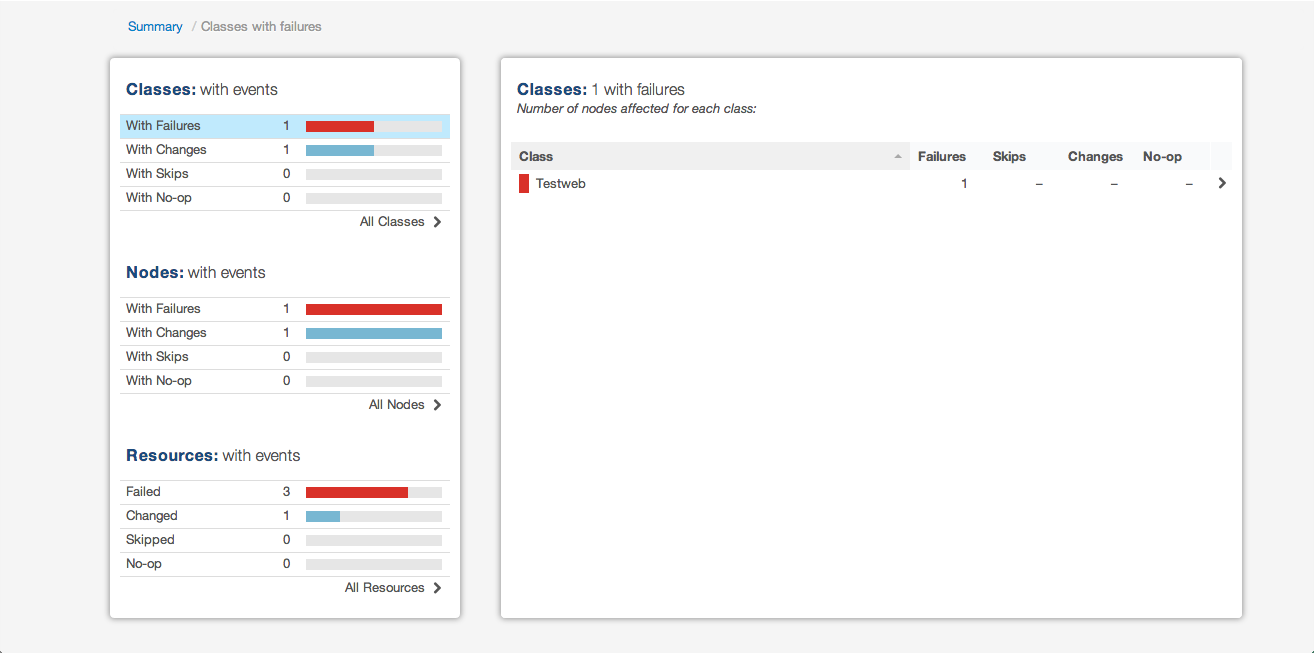 Summary / Classes with failures
Classes: with events
With Failures 1
With Changes 1
With Skips 0
With No-op 0
All Classes
Nodes: with events
With Failures 1
With Changes 1
With Skips 0
With No-op 0
All Nodes
Resources: with events
Failed 3
Changed 1
Skipped 0
No-op 0
All Resources
Classes: 1 with failures
Number of nodes affected for each class:
Class Failures Skips Changes No-op
Testweb 1 – – –